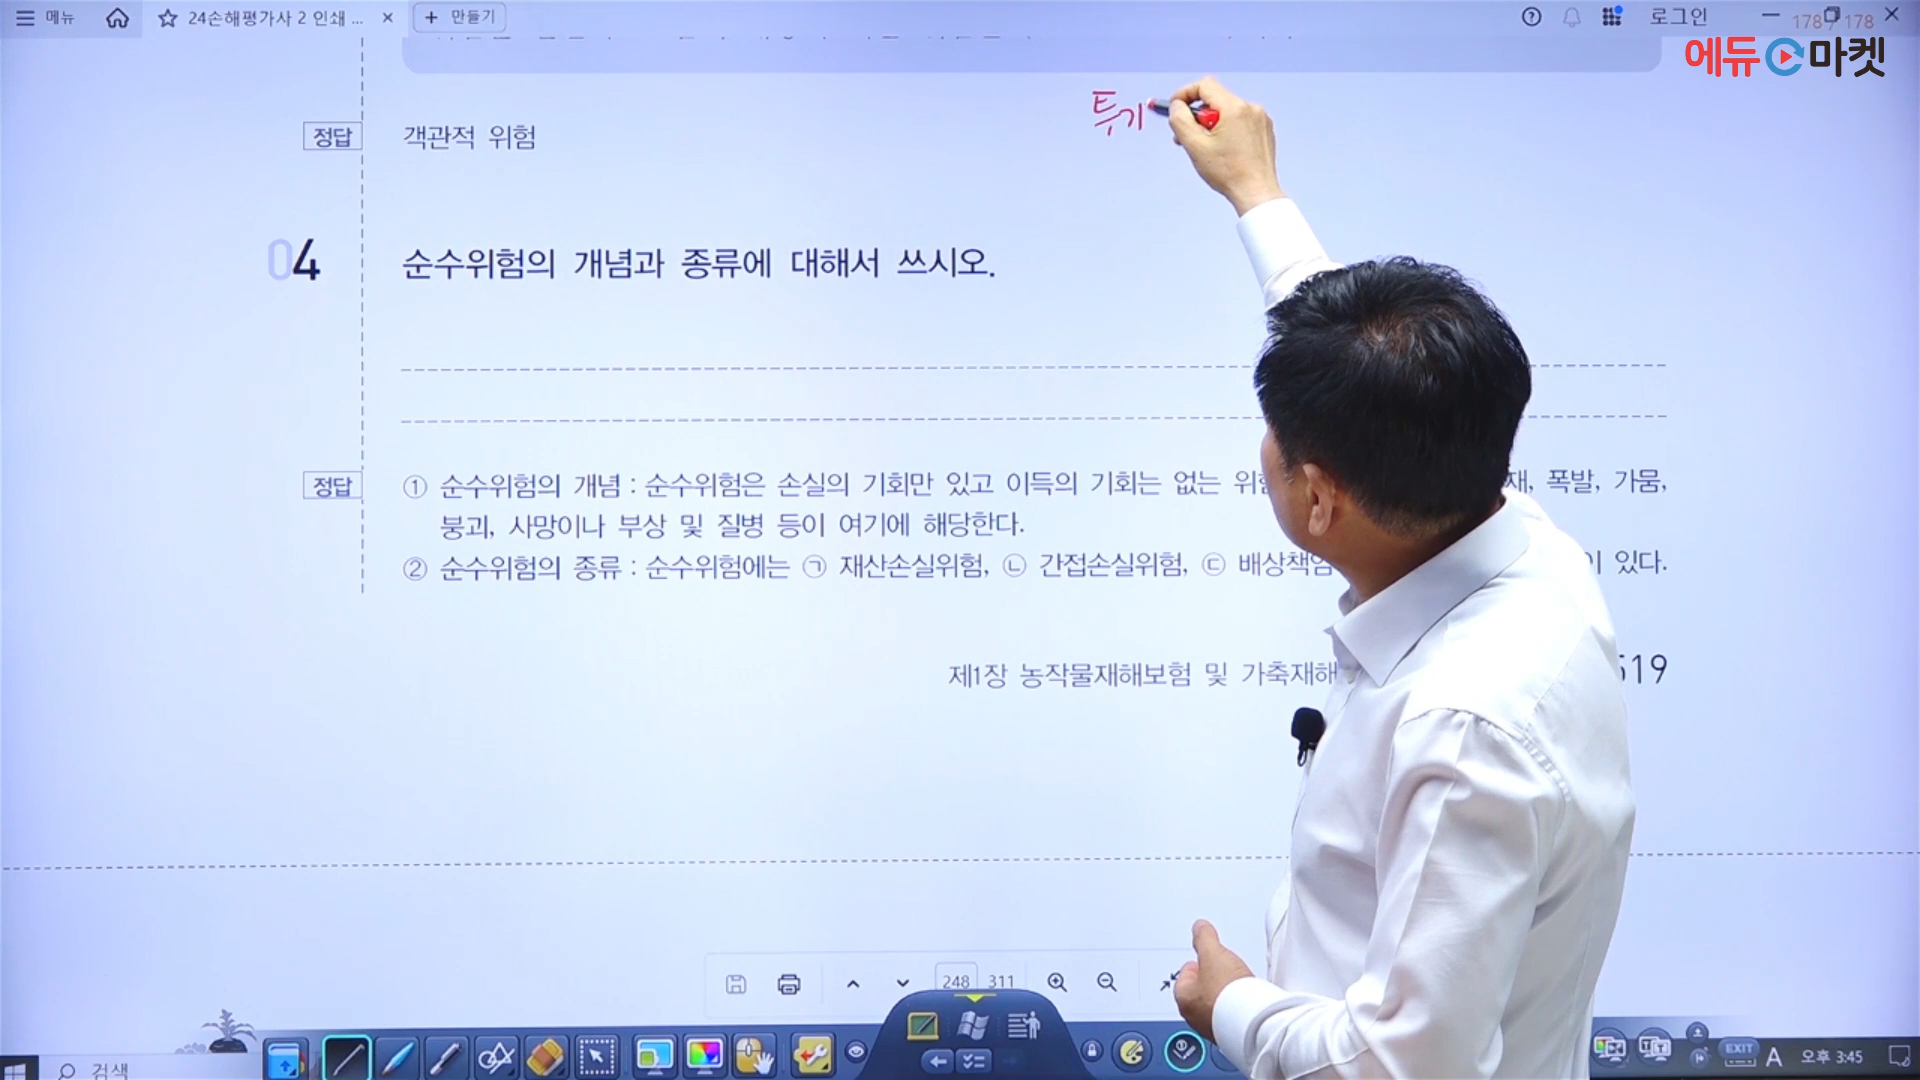 메뉴
24손해평가사 2 인쇄 ...
+ 만들기
로그인
178 / 178
에듀마켓
투기
정답 객관적 위험
04 순수위험의 개념과 종류에 대해서 쓰시오.
정답 ① 순수위험의 개념 : 순수위험은 손실의 기회만 있고 이득의 기회는 없는 위험 재, 폭발, 가뭄,
붕괴, 사망이나 부상 및 질병 등이 여기에 해당한다.
② 순수위험의 종류 : 순수위험에는 ㉠ 재산손실위험, ㉡ 간접손실위험, ㉢ 배상책임 이 있다.
제1장 농작물재해보험 및 가축재해 519
248 311
검색
EXIT
A
오후 3:45